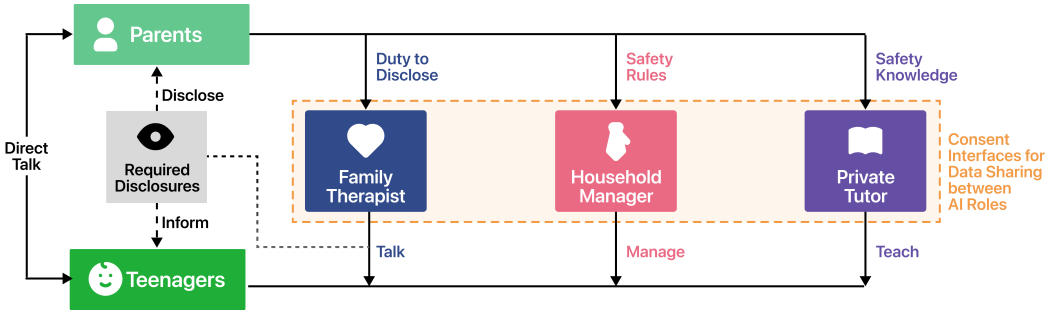 Parents
Duty to
Disclose
Safety
Rules
Safety
Knowledge
Disclose
Direct
Talk
Required
Disclosures
Family
Therapist
Household
Manager
Private
Tutor
Consent
Interfaces for
Data Sharing
between
AI Roles
Inform
Talk
Manage
Teach
Teenagers